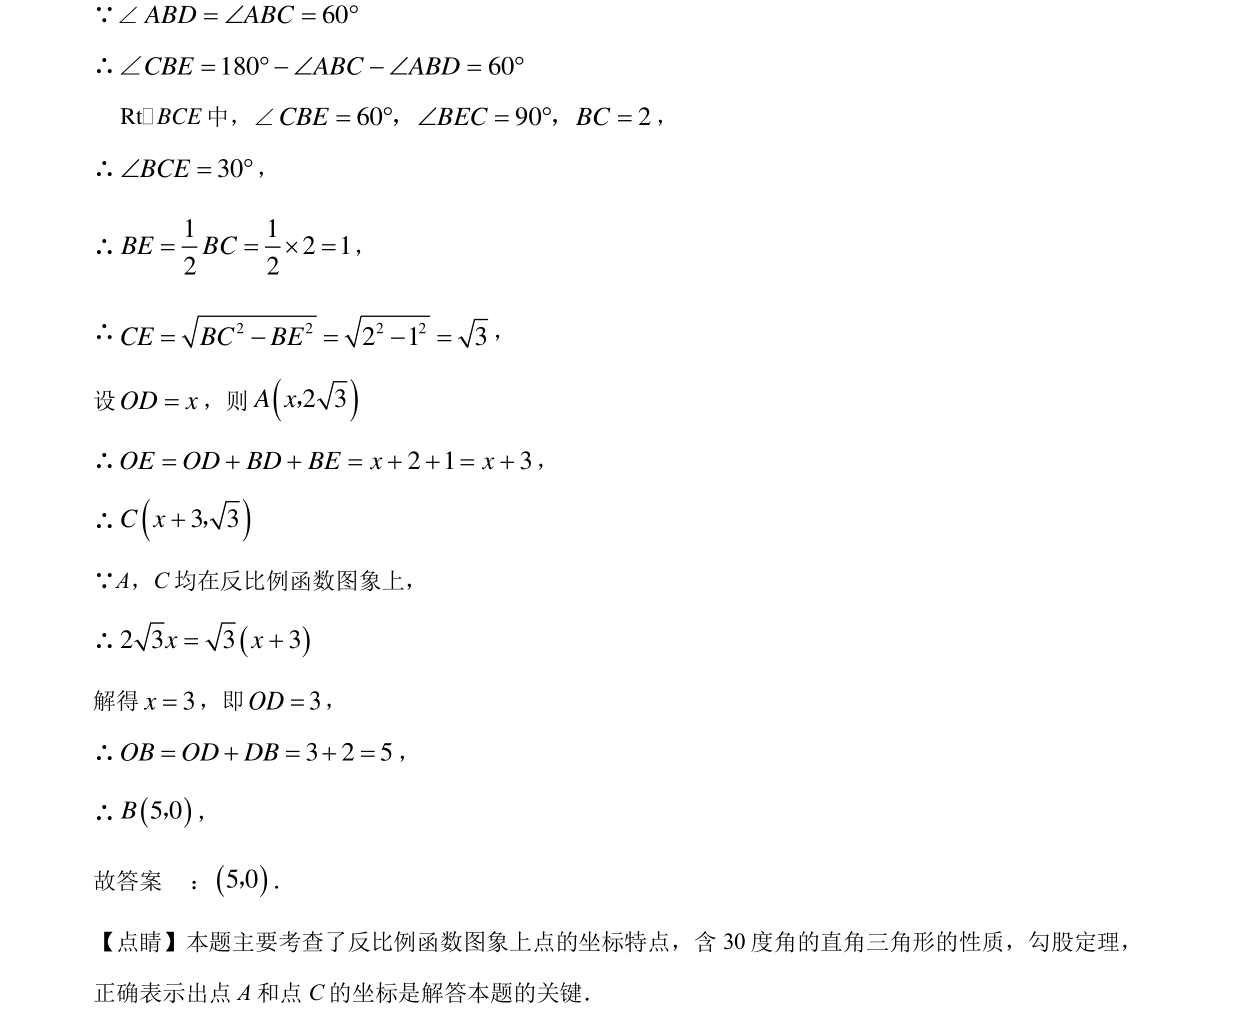 ∵∠ABD=∠ABC=60°
∴∠CBE=180°−∠ABC−∠ABD=60°
Rt□BCE中，∠CBE=60°，∠BEC=90°，BC=2，
∴∠BCE=30°，
∴BE=1/2BC=1/2×2=1，
∴CE=√(BC²−BE²)=√(2²−1²)=√3，
设OD=x，则A(x,2√3)
∴OE=OD+BD+BE=x+2+1=x+3，
∴C(x+3,√3)
∵A，C均在反比例函数图象上，
∴2√3x=√3(x+3)
解得x=3，即OD=3，
∴OB=OD+DB=3+2=5，
∴B(5,0)，
故答案 ：(5,0)．
【点睛】本题主要考查了反比例函数图象上点的坐标特点，含30度角的直角三角形的性质，勾股定理，
正确表示出点A和点C的坐标是解答本题的关键．